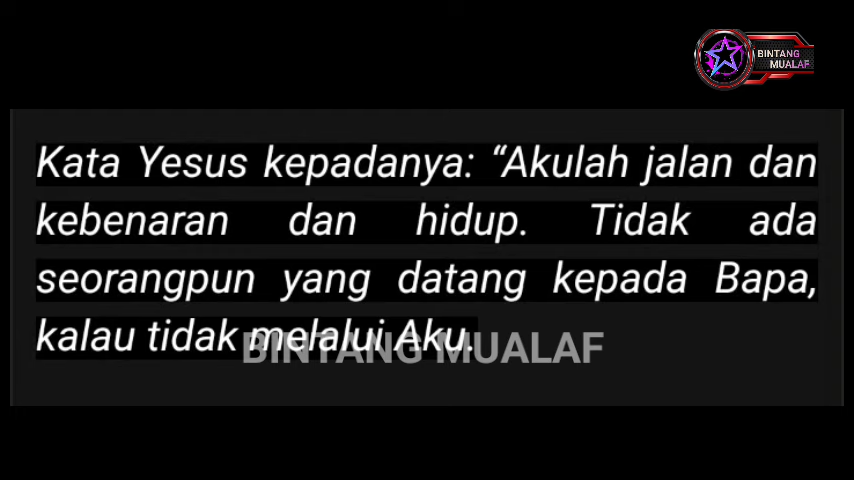 BINTANG
MUALAF
Kata Yesus kepadanya: “Akulah jalan dan
kebenaran dan hidup. Tidak ada
seorangpun yang datang kepada Bapa,
kalau tidak melalui Aku.
BINTANG MUALAF